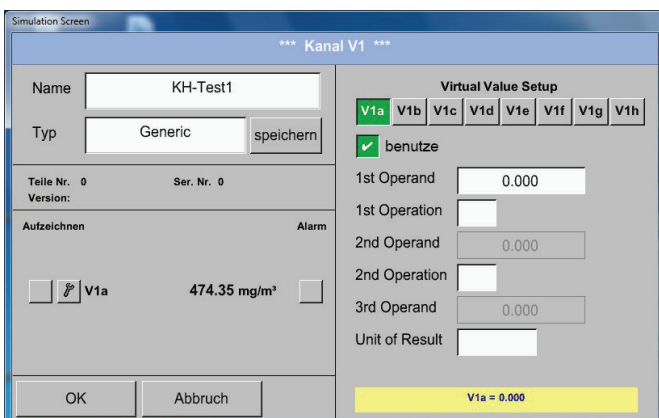 Simulation Screen
*** Kanal V1 ***
Name KH-Test1
Typ Generic speichern
Teile Nr. 0 Ser. Nr. 0
Version:
Aufzeichnen Alarm
V1a 474.35 mg/m³
OK Abbruch
Virtual Value Setup
V1a V1b V1c V1d V1e V1f V1g V1h
benutze
1st Operand 0.000
1st Operation
2nd Operand 0.000
2nd Operation
3rd Operand 0.000
Unit of Result
V1a = 0.000